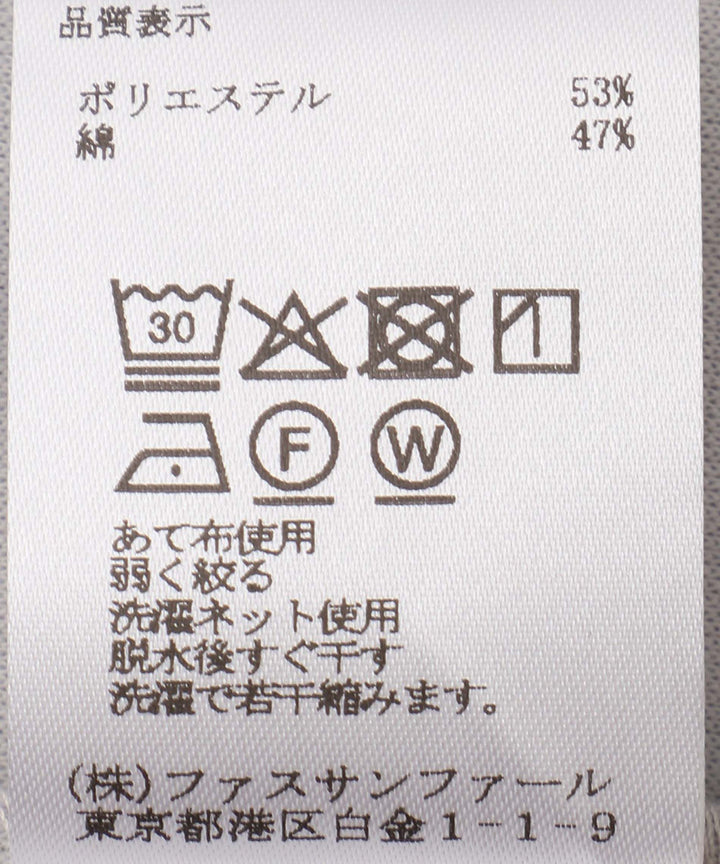 品質表示
ポリエステル 53%
綿 47%
30
F W
あて布使用
弱く絞る
洗濯ネット使用
脱水後すぐ干す
洗濯で若干縮みます。
(株)ファスサンファール
東京都港区白金1-1-9